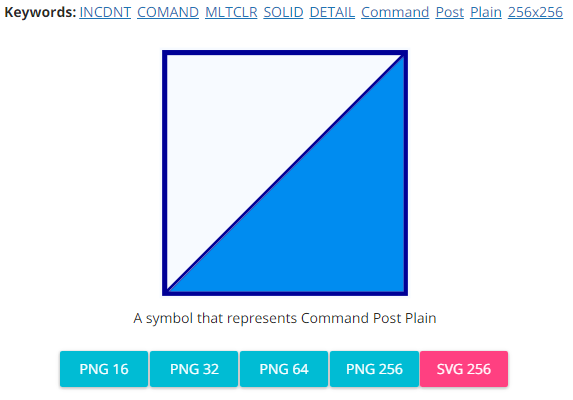 Keywords: INCDNT COMAND MLTCLR SOLID DETAIL Command Post Plain 256x256
A symbol that represents Command Post Plain
PNG 16 PNG 32 PNG 64 PNG 256 SVG 256